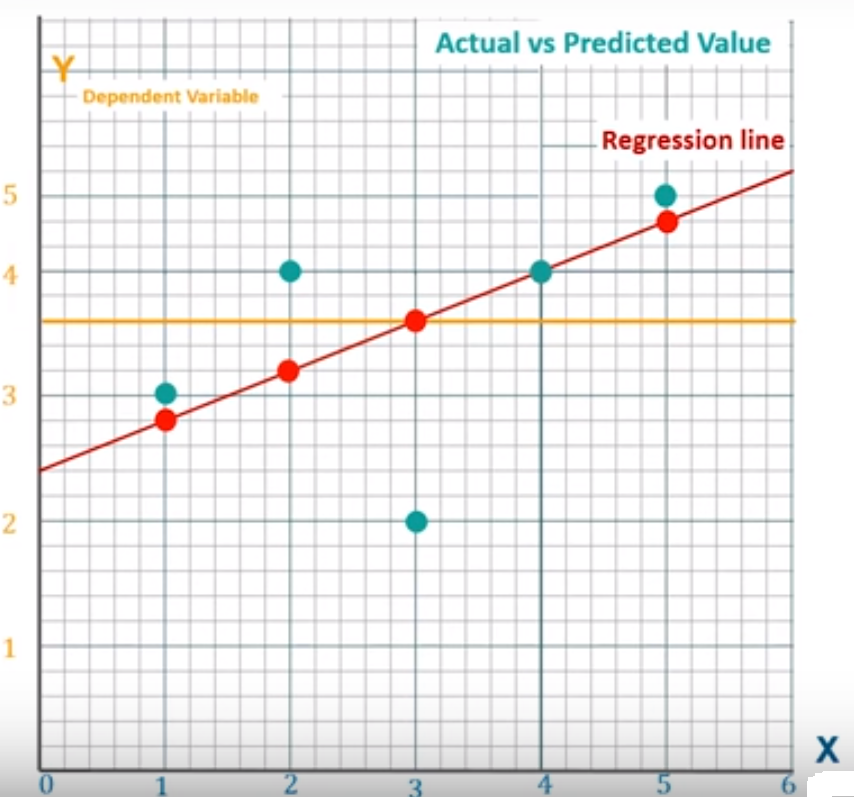 Actual vs Predicted Value
Y
Dependent Variable
Regression line
5
4
3
2
1
X
0 1 2 3 4 5 6